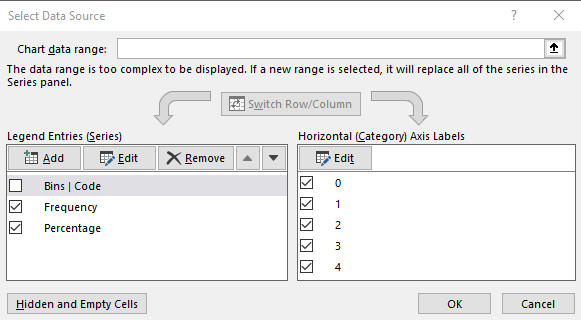 Select Data Source
?
Chart data range:
The data range is too complex to be displayed. If a new range is selected, it will replace all of the series in the
Series panel.
Switch Row/Column
Legend Entries (Series)
Add Edit Remove
Bins | Code
Frequency
Percentage
Horizontal (Category) Axis Labels
Edit
0
1
2
3
4
Hidden and Empty Cells
OK
Cancel